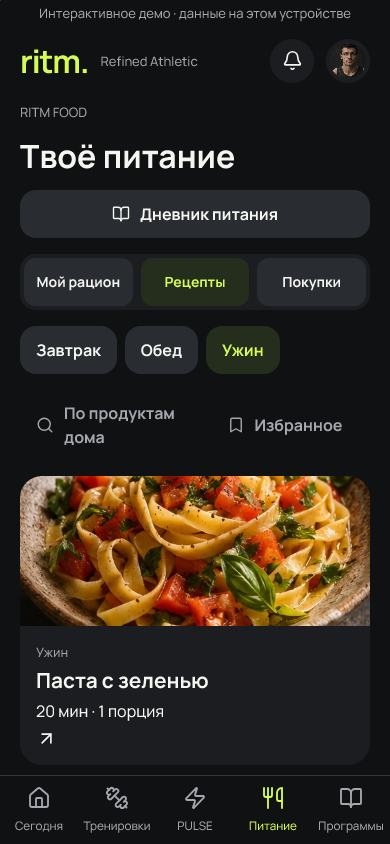 Интерактивное демо · данные на этом устройстве
ritm.
Refined Athletic
RITM FOOD
Твоё питание
Дневник питания
Мой рацион
Рецепты
Покупки
Завтрак
Обед
Ужин
По продуктам
дома
Избранное
Ужин
Паста с зеленью
20 мин · 1 порция
Сегодня
Тренировки
PULSE
Питание
Программы